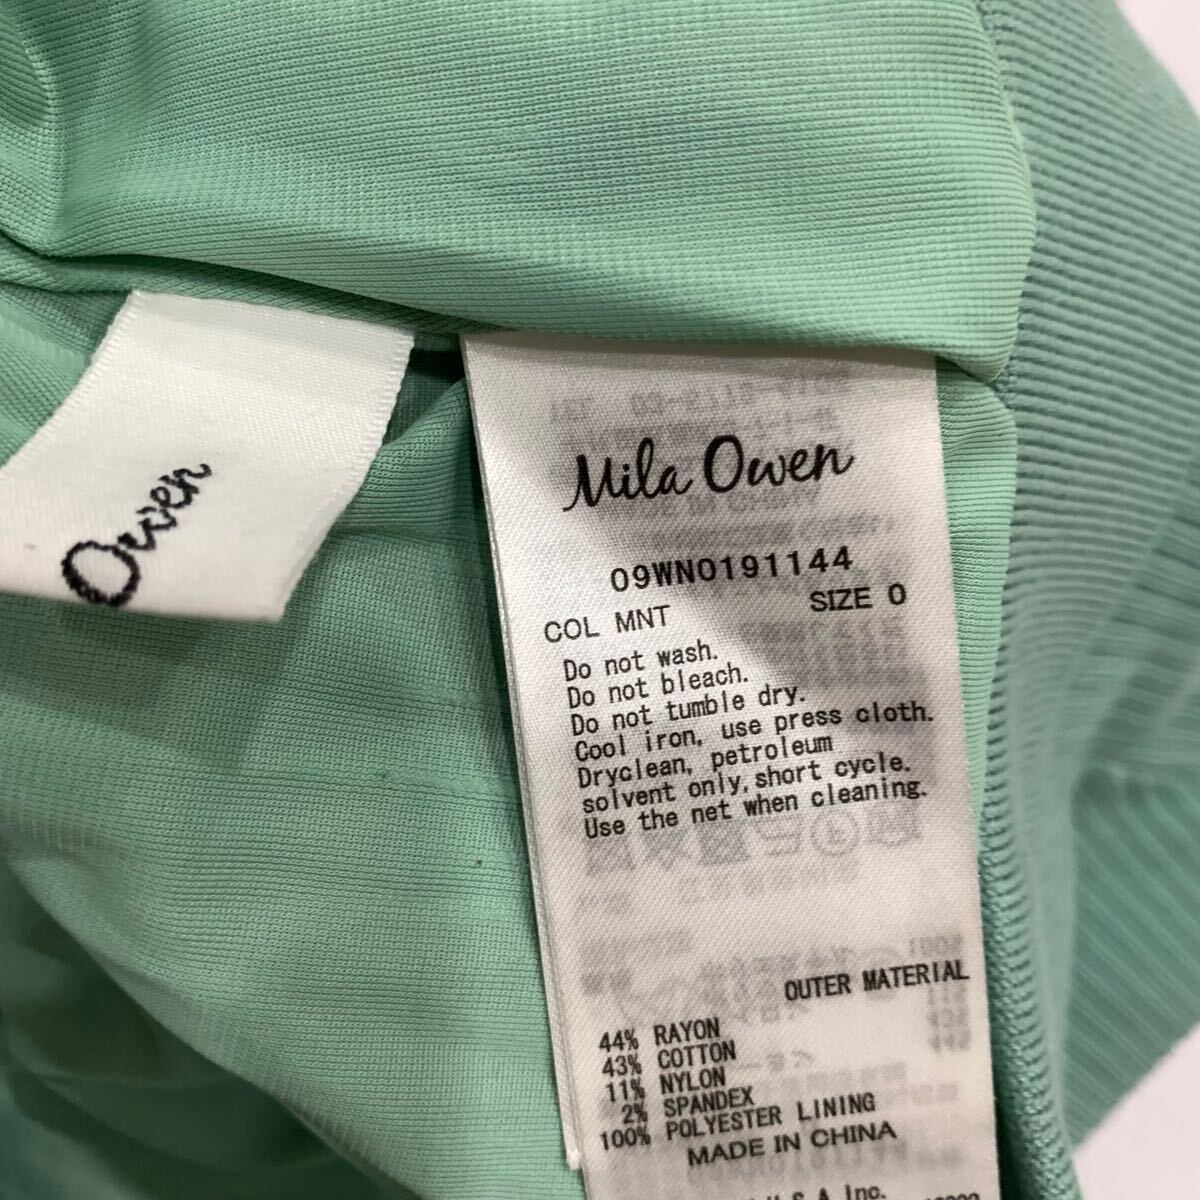 Owen
Mila Owen
09WN0191144
COL MNT SIZE 0
Do not wash.
Do not bleach.
Do not tumble dry.
Cool iron, use press cloth.
Dryclean, petroleum
solvent only,short cycle.
Use the net when cleaning.
OUTER MATERIAL
44% RAYON
43% COTTON
11% NYLON
2% SPANDEX
100% POLYESTER LINING
MADE IN CHINA
Inc.